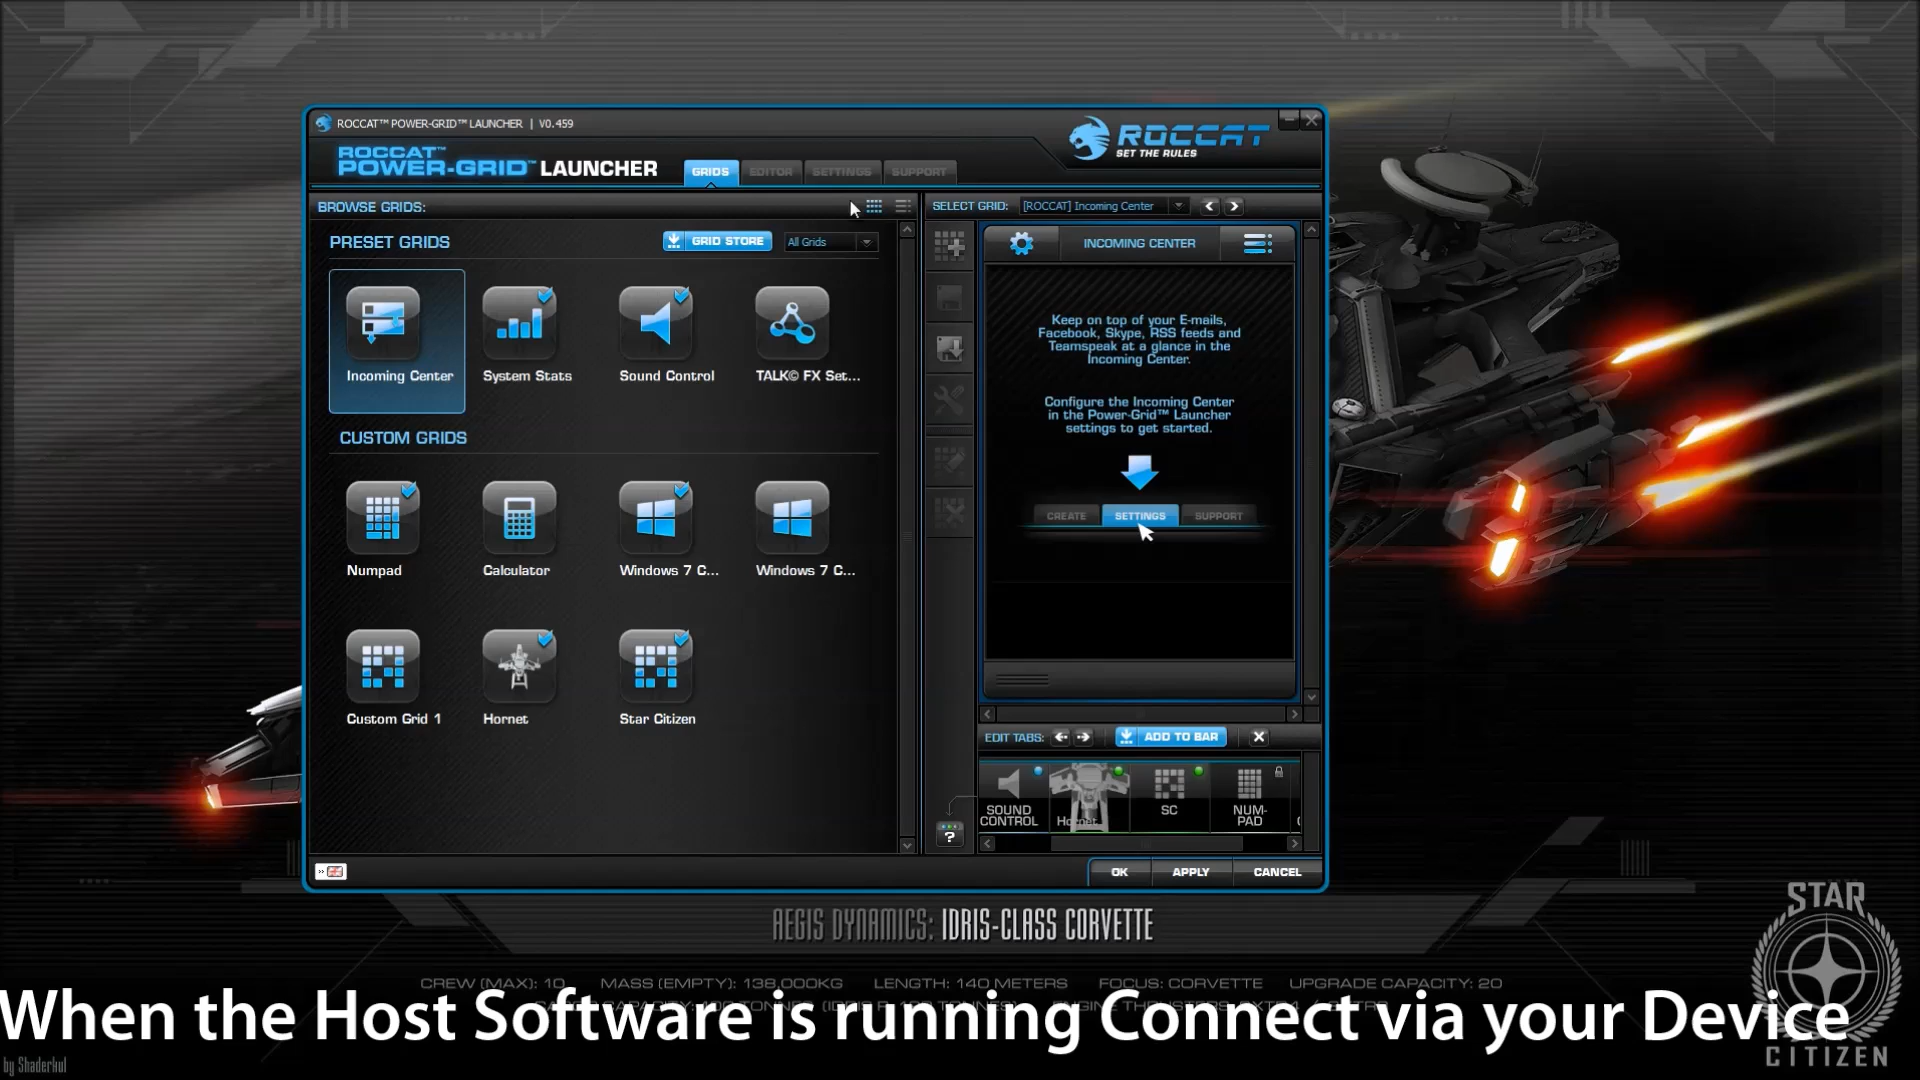 ROCCAT™ POWER-GRID™ LAUNCHER | V0.459
ROCCAT™
POWER-GRID™ LAUNCHER
GRIDS
EDITOR
SETTINGS
SUPPORT
ROCCAT
SET THE RULES
BROWSE GRIDS:
SELECT GRID:
[ROCCAT] Incoming Center
PRESET GRIDS
GRID STORE
All Grids
Incoming Center
System Stats
Sound Control
TALK© FX Set...
CUSTOM GRIDS
Numpad
Calculator
Windows 7 C...
Windows 7 C...
Custom Grid 1
Hornet
Star Citizen
INCOMING CENTER
Keep on top of your E-mails,
Facebook, Skype, RSS feeds and
Teamspeak at a glance in the
Incoming Center.
Configure the Incoming Center
in the Power-Grid™ Launcher
settings to get started.
CREATE
SETTINGS
SUPPORT
EDIT TABS:
ADD TO BAR
SOUND
CONTROL
Hornet
SC
NUM-
PAD
?
OK
APPLY
CANCEL
AEGIS DYNAMICS: IDRIS-CLASS CORVETTE
CREW (MAX): 10
MASS (EMPTY): 138,000KG
LENGTH: 140 METERS
FOCUS: CORVETTE
UPGRADE CAPACITY: 20
When the Host Software is running Connect via your Device
by Shaderkul
STAR
CITIZEN